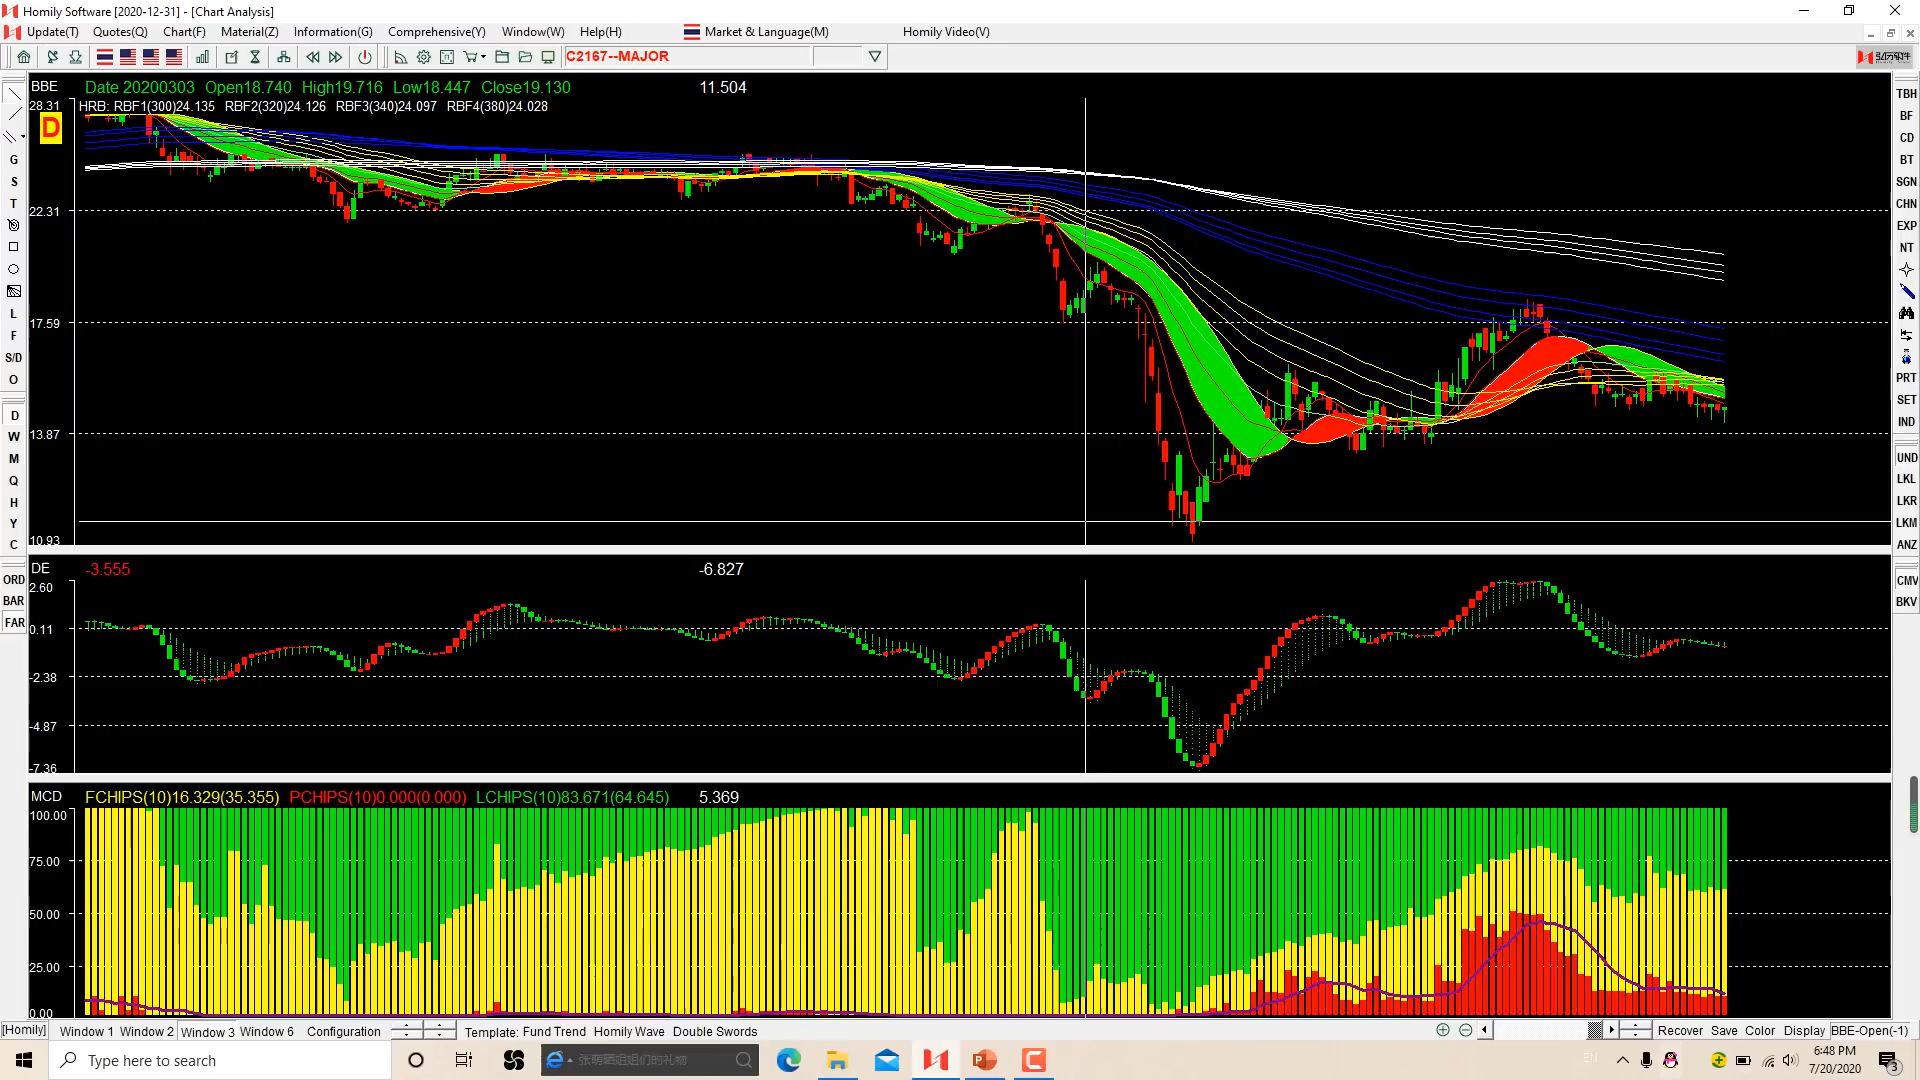 Homily Software [2020-12-31] - [Chart Analysis]
Update(T) Quotes(Q) Chart(F) Material(Z) Information(G) Comprehensive(Y) Window(W) Help(H) Market & Language(M) Homily Video(V)
C2167--MAJOR
BBE Date 20200303 Open18.740 High19.716 Low18.447 Close19.130 11.504
28.31 HRB: RBF1(300)24.135 RBF2(320)24.126 RBF3(340)24.097 RBF4(380)24.028
D
22.31
17.59
13.87
10.93
DE -3.555 -6.827
2.60
0.11
-2.38
-4.87
-7.36
MCD FCHIPS(10)16.329(35.355) PCHIPS(10)0.000(0.000) LCHIPS(10)83.671(64.645) 5.369
100.00
75.00
50.00
25.00
0.00
G
S
T
L
F
S/D
O
D
W
M
Q
H
Y
C
ORD
BAR
FAR
TBH
BF
CD
BT
SGN
CHN
EXP
NT
PRT
SET
IND
UND
LKL
LKR
LKM
ANZ
CMV
BKV
[Homily] Window 1 Window 2 Window 3 Window 6 Configuration Template: Fund Trend Homily Wave Double Swords Recover Save Color Display BBE-Open(-1)
Type here to search
6:48 PM
7/20/2020
3